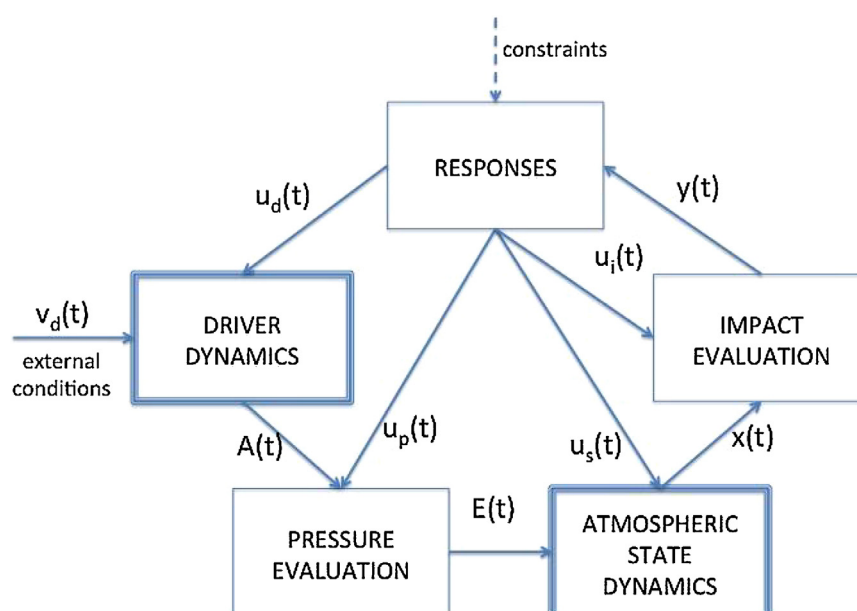 constraints
RESPONSES
u_d(t)
y(t)
u_i(t)
v_d(t)
external
conditions
DRIVER
DYNAMICS
IMPACT
EVALUATION
A(t)
u_p(t)
u_s(t)
x(t)
E(t)
PRESSURE
EVALUATION
ATMOSPHERIC
STATE
DYNAMICS